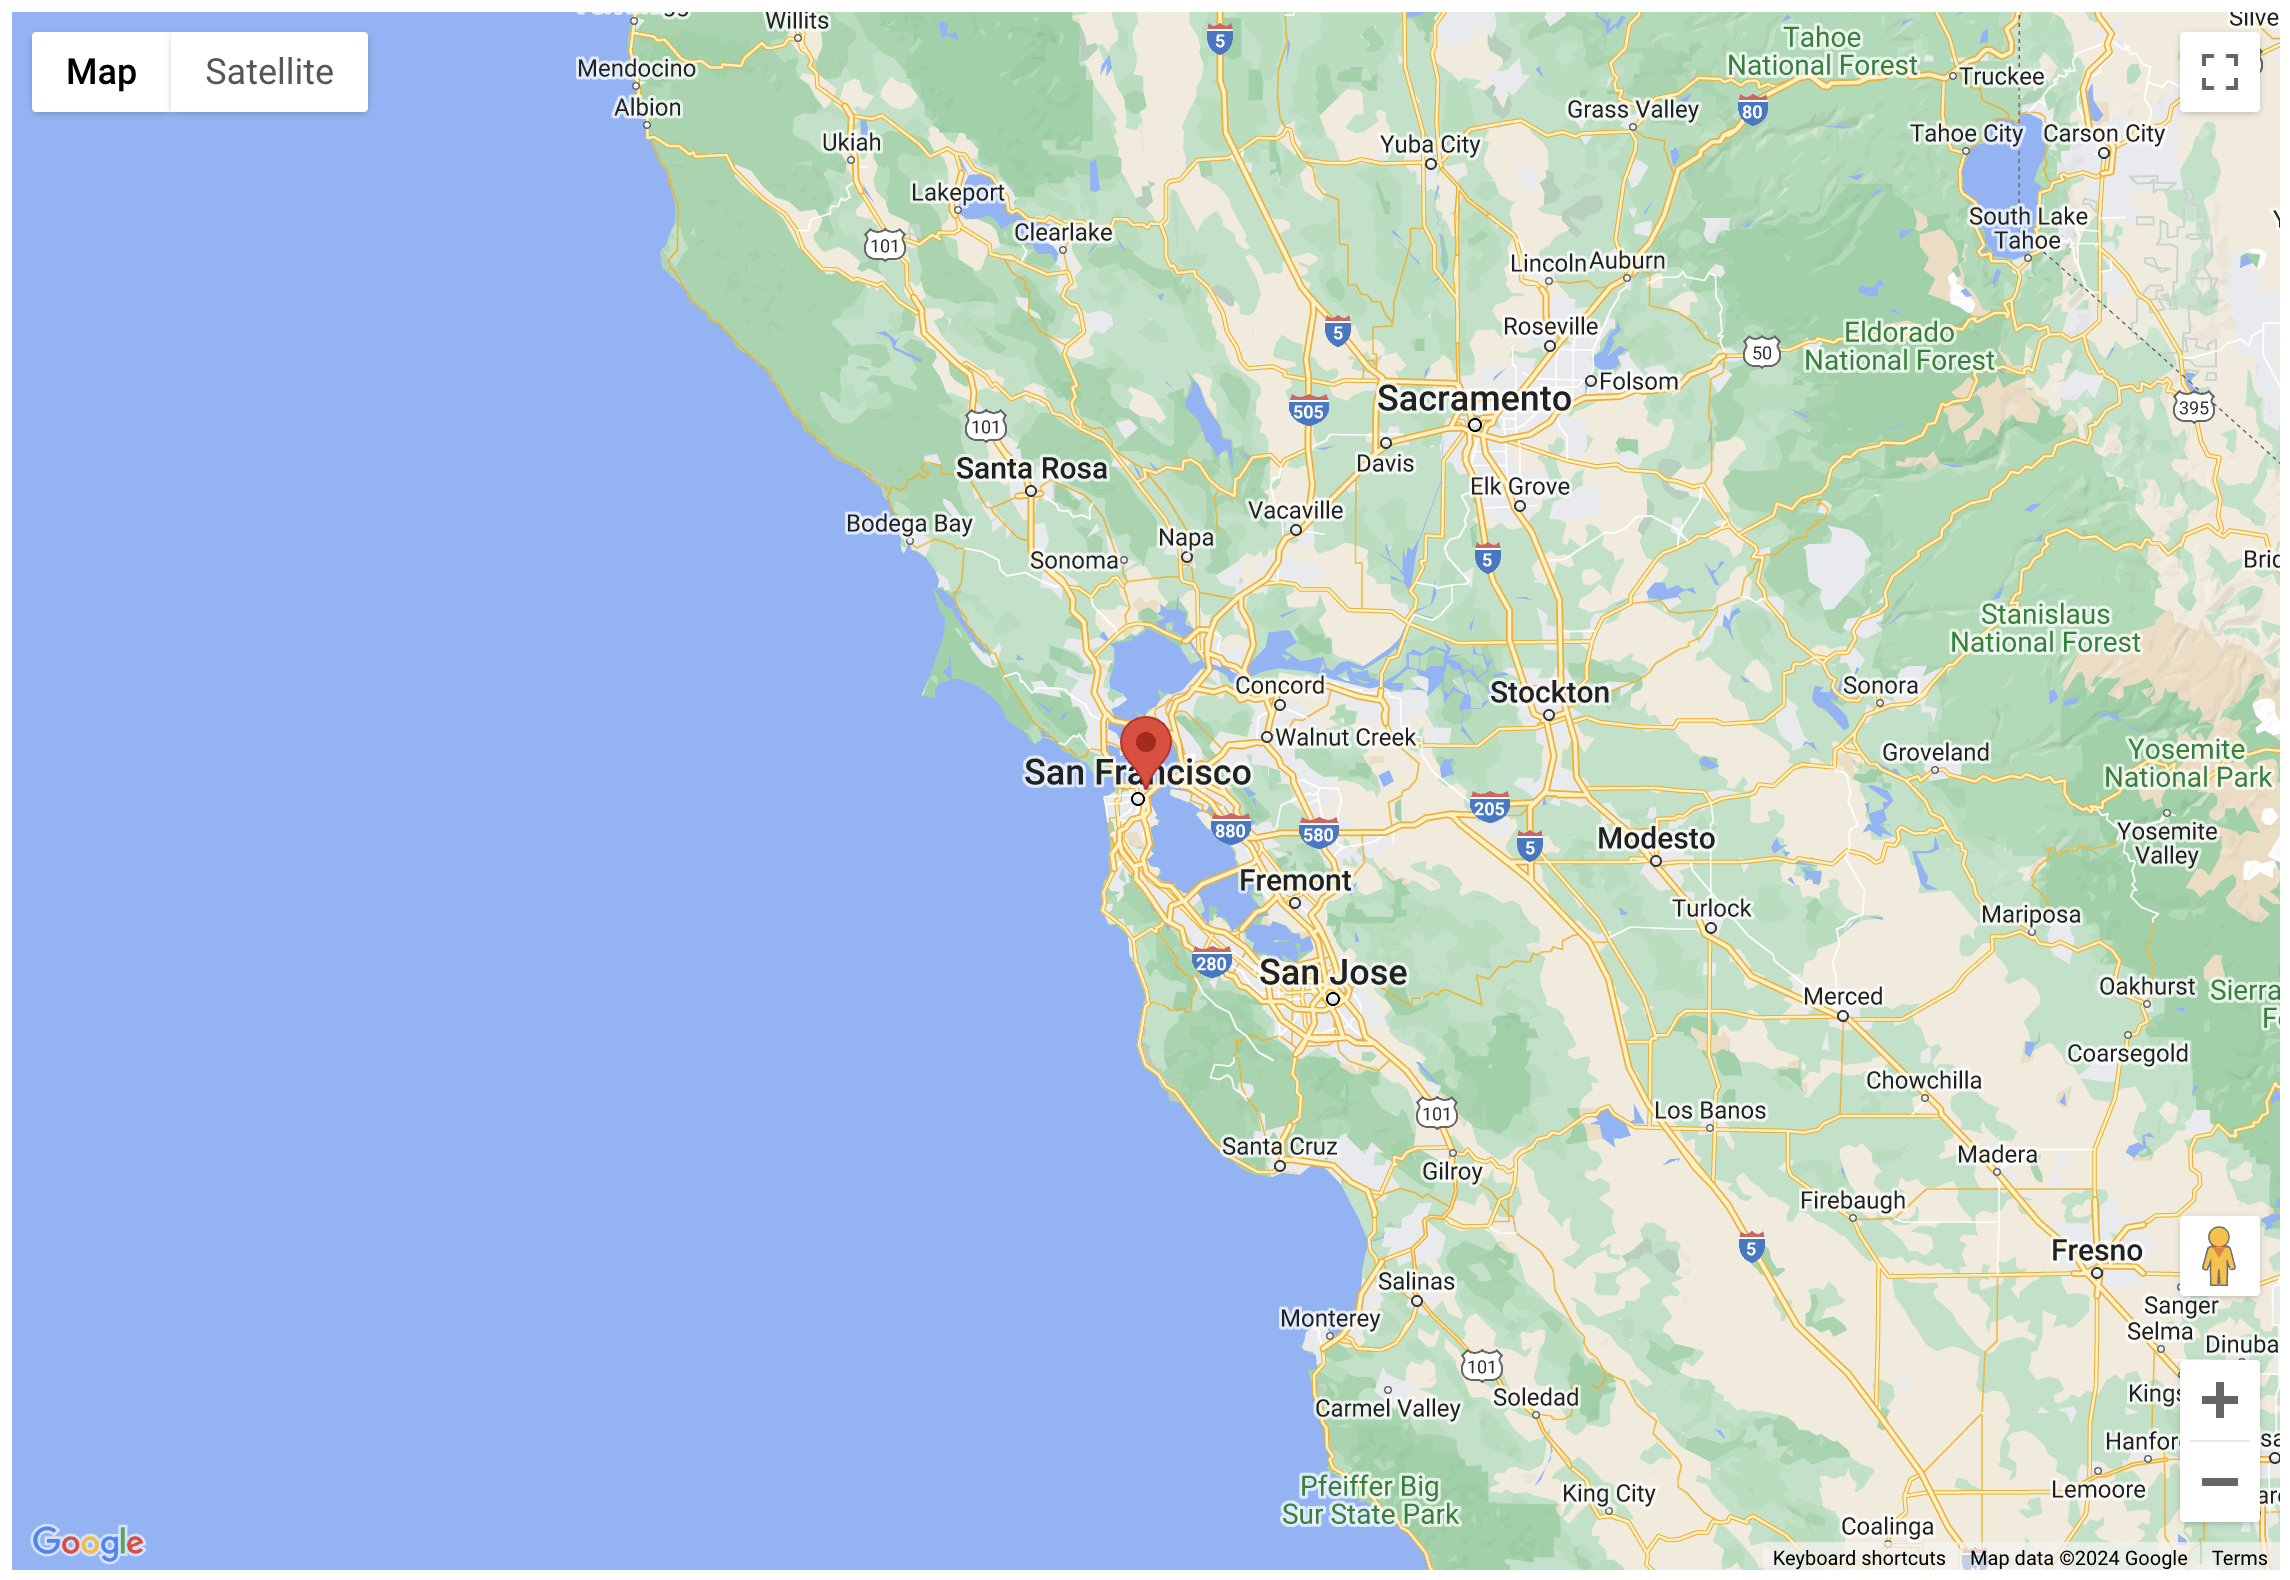 Willits
Silve
Map
Satellite
Tahoe
National Forest
Mendocino
Truckee
Albion
Grass Valley
80
5
Ukiah
Yuba City
Tahoe City
Carson City
Lakeport
South Lake
Tahoe
Clearlake
101
Lincoln
Auburn
Roseville
5
Eldorado
National Forest
50
Folsom
Sacramento
505
395
101
Santa Rosa
Davis
Elk Grove
Vacaville
Bodega Bay
Napa
Sonoma
5
Bric
Stanislaus
National Forest
Concord
Stockton
Sonora
Walnut Creek
Groveland
Yosemite
National Park
San Francisco
205
880
580
5
Modesto
Yosemite
Valley
Fremont
Turlock
Mariposa
280
San Jose
Merced
Oakhurst
Sierra
Coarsegold
Chowchilla
101
Los Banos
Santa Cruz
Gilroy
Madera
Firebaugh
5
Fresno
Salinas
Sanger
Monterey
Selma
Dinuba
101
Kings
Soledad
Carmel Valley
Hanfor
Pfeiffer Big
Sur State Park
King City
Lemoore
Coalinga
Google
Keyboard shortcuts
Map data ©2024 Google
Terms